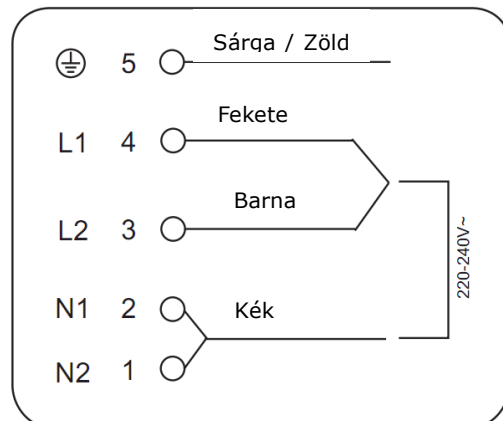 5 Sárga / Zöld
L1 4 Fekete
L2 3 Barna
N1 2 Kék
N2 1
220-240V~